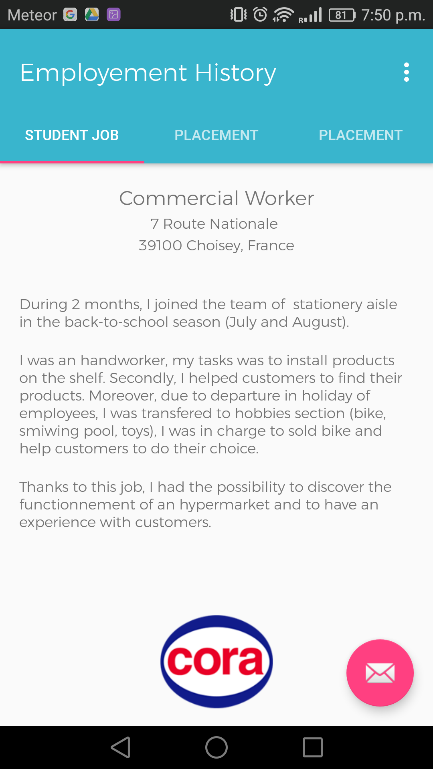 Meteor 81 7:50 p.m.
Employement History
STUDENT JOB PLACEMENT PLACEMENT
Commercial Worker
7 Route Nationale
39100 Choisey, France
During 2 months, I joined the team of stationery aisle
in the back-to-school season (July and August).
I was an handworker, my tasks was to install products
on the shelf. Secondly, I helped customers to find their
products. Moreover, due to departure in holiday of
employees, I was transfered to hobbies section (bike,
smiwing pool, toys), I was in charge to sold bike and
help customers to do their choice.
Thanks to this job, I had the possibility to discover the
functionnement of an hypermarket and to have an
experience with customers.
cora